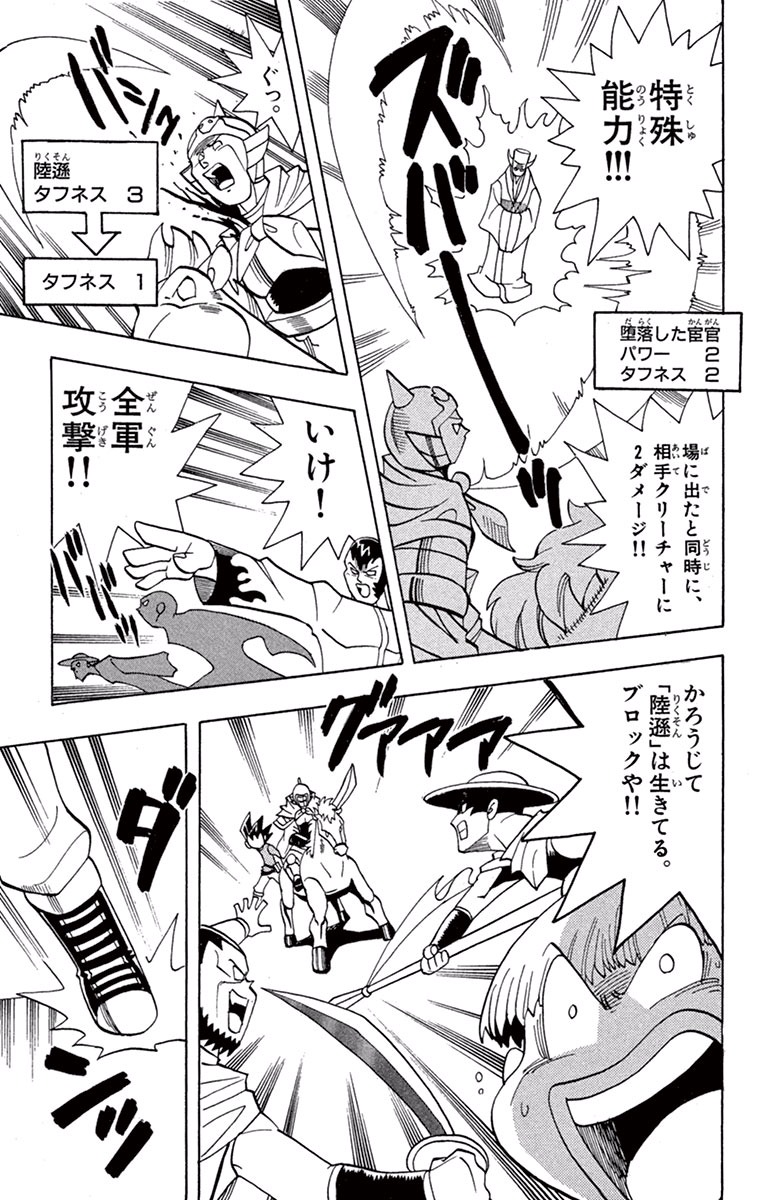 特殊
能力!!!
ズバ
堕落した宦官
パワー 2
タフネス 2
場に出たと同時に、
相手クリーチャーに
2ダメージ!!
ぐっ。
バシッ
陸遜
タフネス 3
タフネス 1
いけ!
全軍
攻撃!!
かろうじて
「陸遜」は生きてる。
ブロックや!!
グアアア
ダンッ